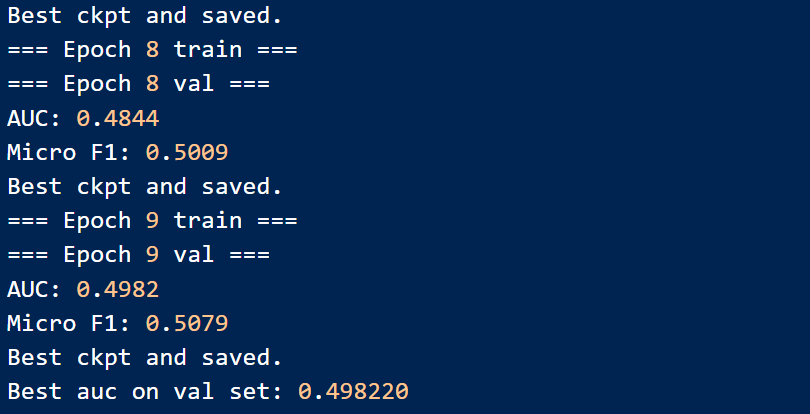 Best ckpt and saved.
=== Epoch 8 train ===
=== Epoch 8 val ===
AUC: 0.4844
Micro F1: 0.5009
Best ckpt and saved.
=== Epoch 9 train ===
=== Epoch 9 val ===
AUC: 0.4982
Micro F1: 0.5079
Best ckpt and saved.
Best auc on val set: 0.498220